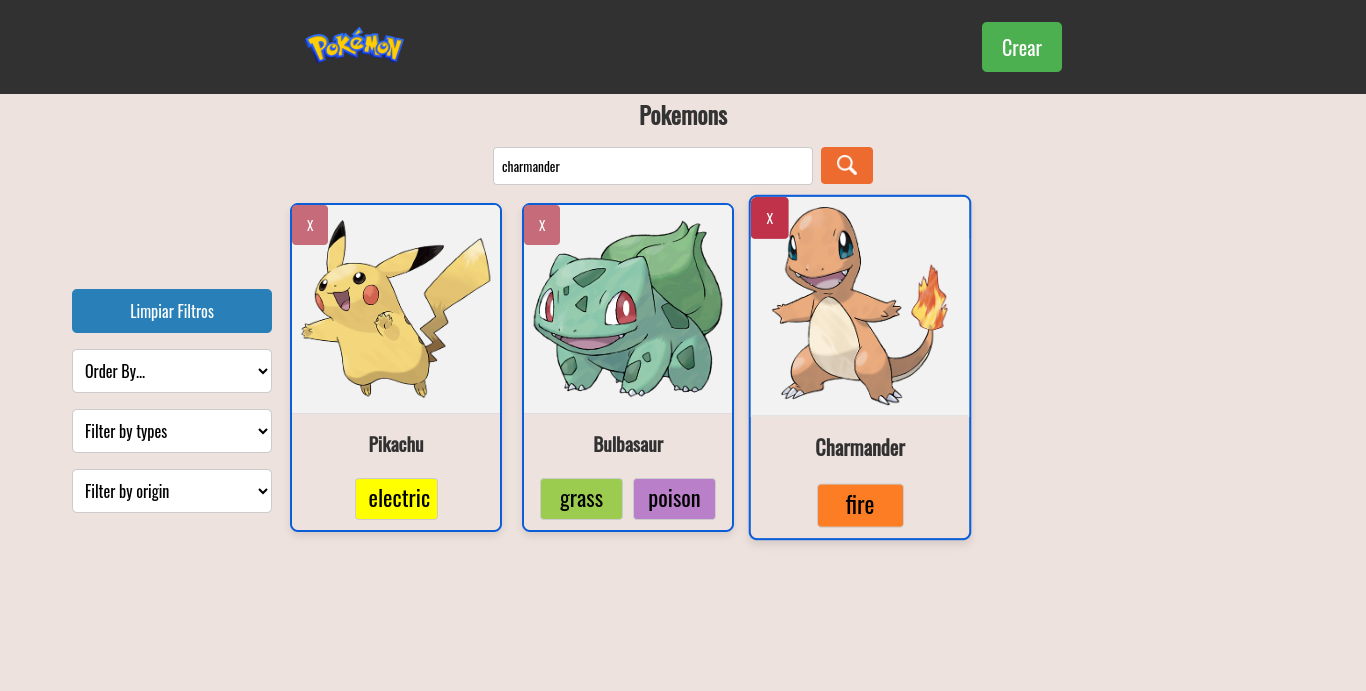 Pokémon
Crear
Pokemons
charmander
Limpiar Filtros
Order By...
Filter by types
Filter by origin
X
Pikachu
electric
X
Bulbasaur
grass poison
X
Charmander
fire